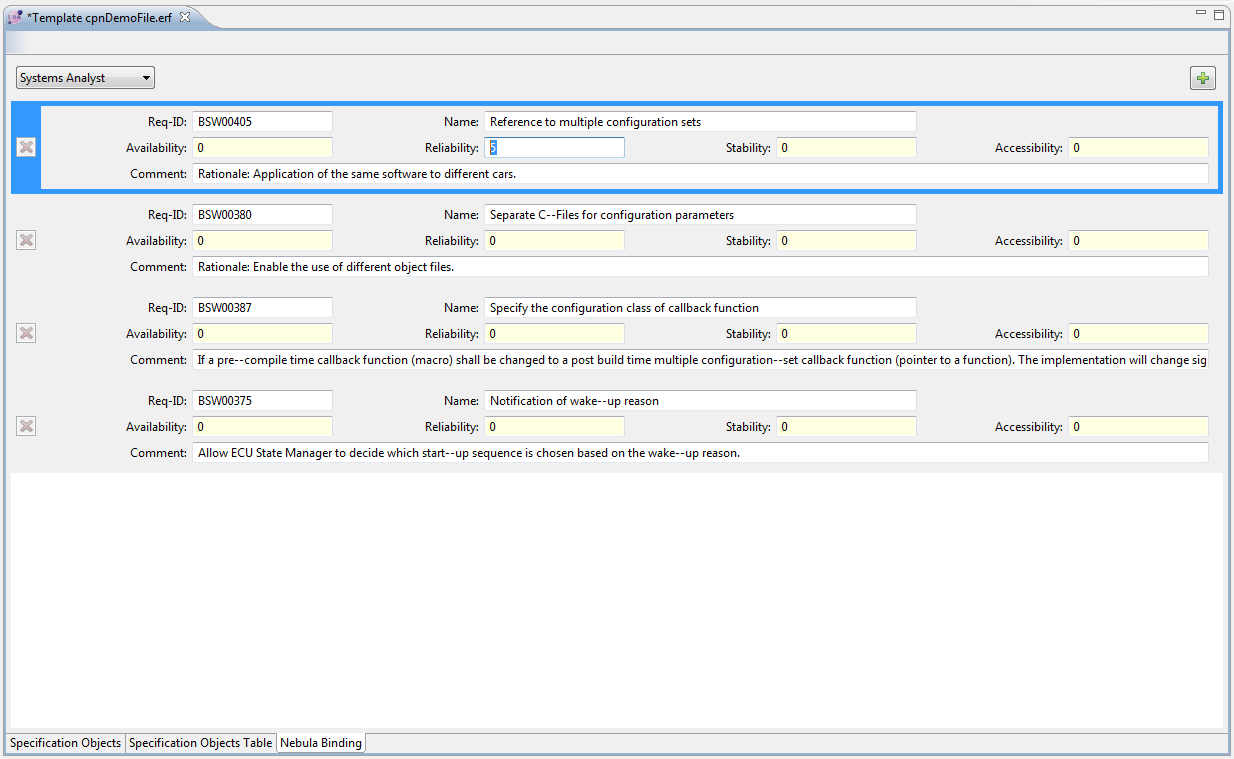 *Template cpnDemoFile.erf
Systems Analyst
Req-ID: BSW00405 Name: Reference to multiple configuration sets
Availability: 0 Reliability: 5 Stability: 0 Accessibility: 0
Comment: Rationale: Application of the same software to different cars.
Req-ID: BSW00380 Name: Separate C--Files for configuration parameters
Availability: 0 Reliability: 0 Stability: 0 Accessibility: 0
Comment: Rationale: Enable the use of different object files.
Req-ID: BSW00387 Name: Specify the configuration class of callback function
Availability: 0 Reliability: 0 Stability: 0 Accessibility: 0
Comment: If a pre--compile time callback function (macro) shall be changed to a post build time multiple configuration--set callback function (pointer to a function). The implementation will change sig
Req-ID: BSW00375 Name: Notification of wake--up reason
Availability: 0 Reliability: 0 Stability: 0 Accessibility: 0
Comment: Allow ECU State Manager to decide which start--up sequence is chosen based on the wake--up reason.
Specification Objects Specification Objects Table Nebula Binding